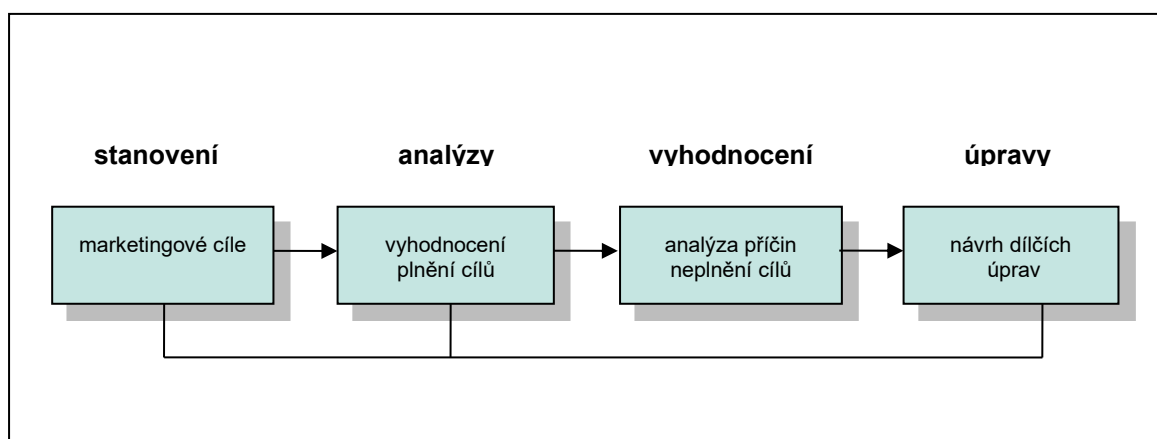 stanovení
analýzy
vyhodnocení
úpravy
marketingové cíle
vyhodnocení
plnění cílů
analýza příčin
neplnění cílů
návrh dílčích
úprav